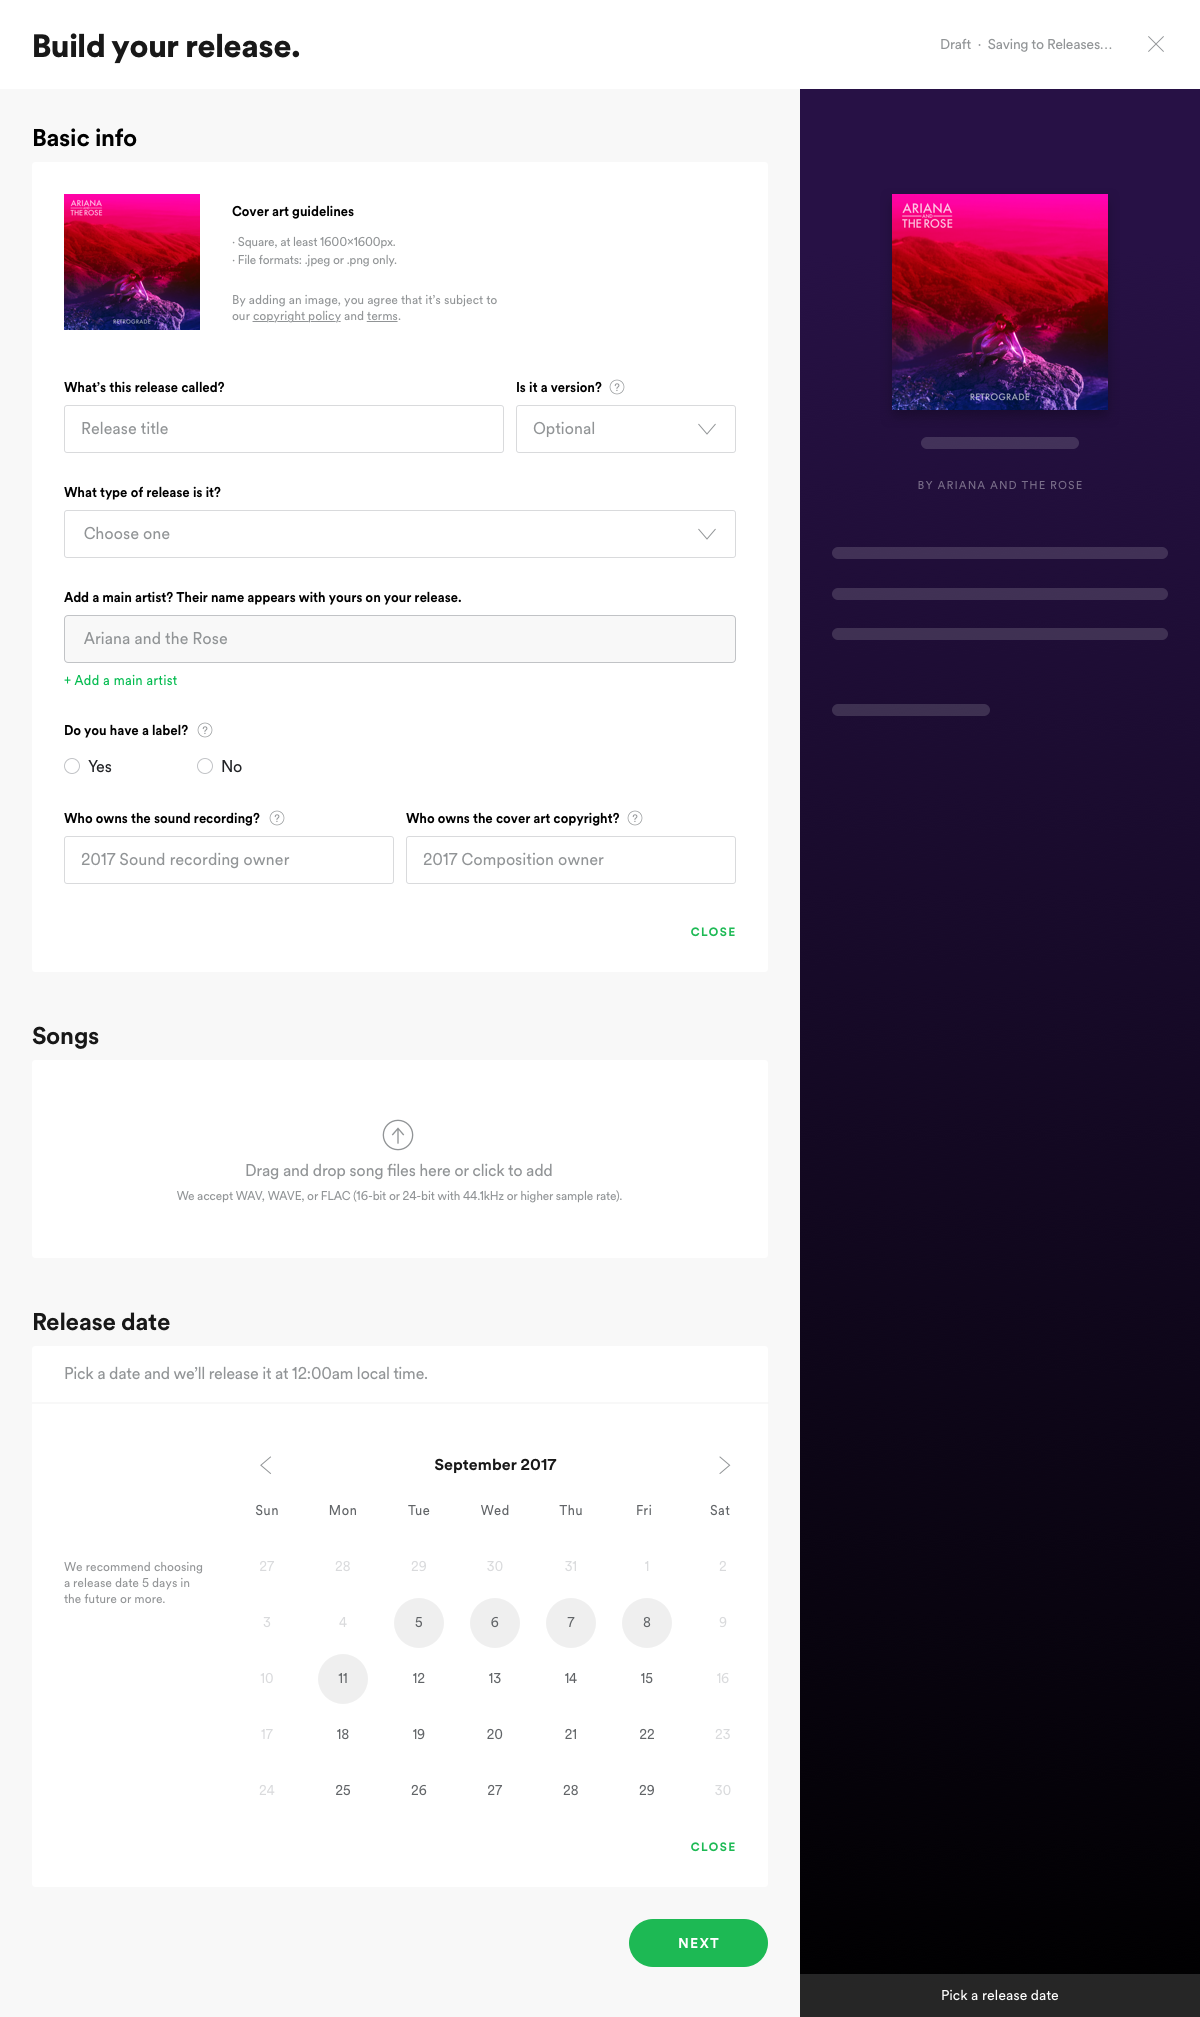 Build your release.
Draft · Saving to Releases...
Basic info
ARIANA
AND
THE ROSE
RETROGRADE
Cover art guidelines
· Square, at least 1600×1600px.
· File formats: .jpeg or .png only.
By adding an image, you agree that it's subject to
our copyright policy and terms.
What's this release called?
Is it a version? ?
Release title
Optional
What type of release is it?
Choose one
Add a main artist? Their name appears with yours on your release.
Ariana and the Rose
+ Add a main artist
Do you have a label? ?
Yes
No
Who owns the sound recording? ?
Who owns the cover art copyright? ?
2017 Sound recording owner
2017 Composition owner
CLOSE
Songs
Drag and drop song files here or click to add
We accept WAV, WAVE, or FLAC (16-bit or 24-bit with 44.1kHz or higher sample rate).
Release date
Pick a date and we'll release it at 12:00am local time.
September 2017
Sun Mon Tue Wed Thu Fri Sat
We recommend choosing
a release date 5 days in
the future or more.
27 28 29 30 31 1 2
3 4 5 6 7 8 9
10 11 12 13 14 15 16
17 18 19 20 21 22 23
24 25 26 27 28 29 30
CLOSE
NEXT
ARIANA
AND
THE ROSE
RETROGRADE
BY ARIANA AND THE ROSE
Pick a release date